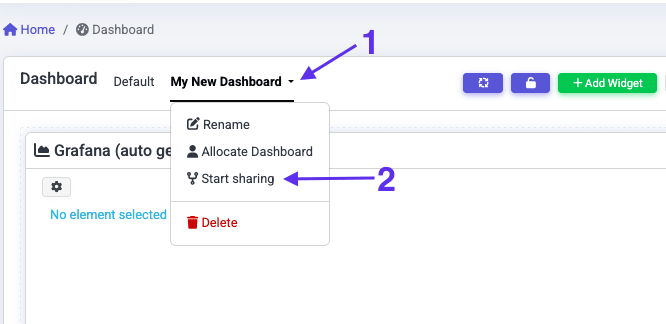 Home / Dashboard
1
Dashboard Default My New Dashboard + Add Widget
Rename
Grafana (auto ge
Allocate Dashboard
Start sharing 2
No element selected
Delete